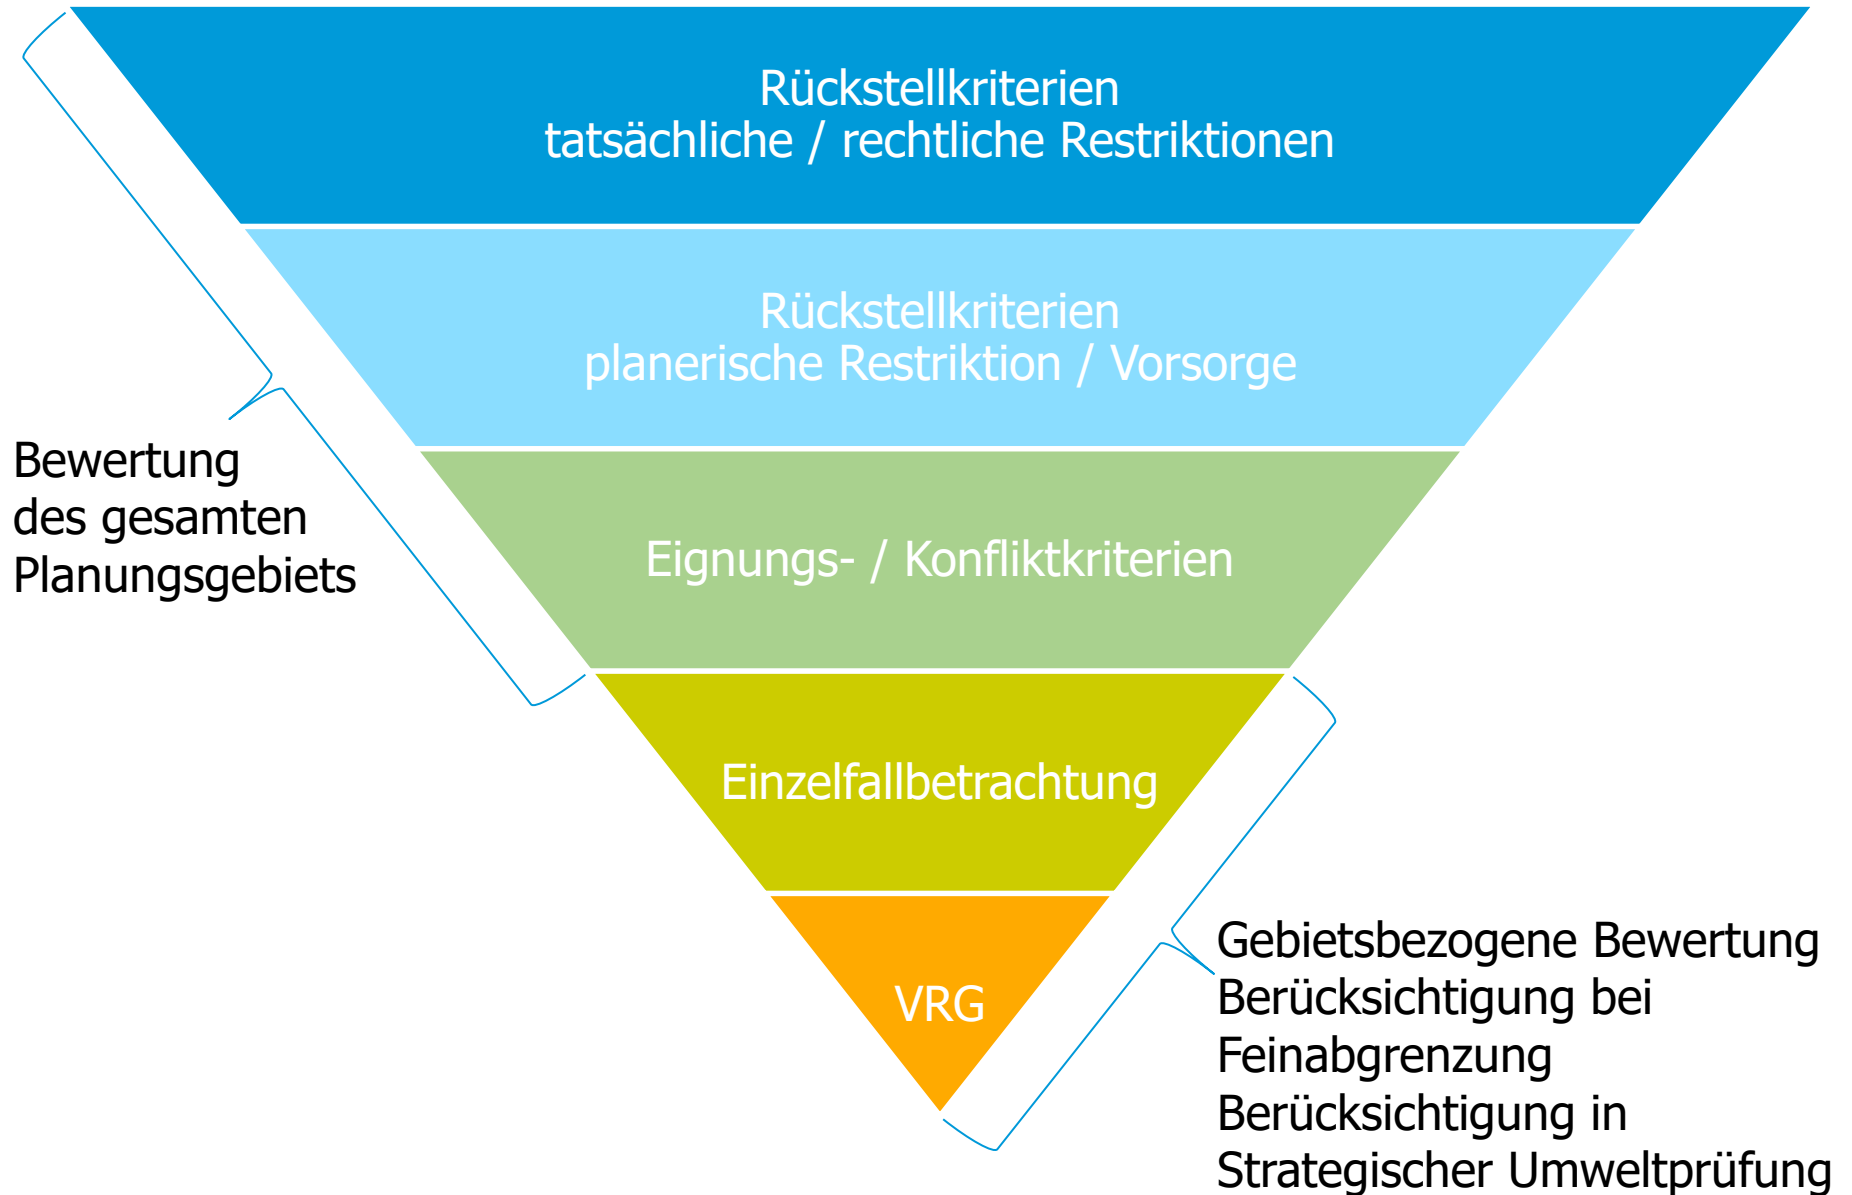 Rückstellkriterien
tatsächliche / rechtliche Restriktionen
Rückstellkriterien
planerische Restriktion / Vorsorge
Bewertung
des gesamten
Planungsgebiets
Eignungs- / Konfliktkriterien
Einzelfallbetrachtung
VRG
Gebietsbezogene Bewertung
Berücksichtigung bei
Feinabgrenzung
Berücksichtigung in
Strategischer Umweltprüfung